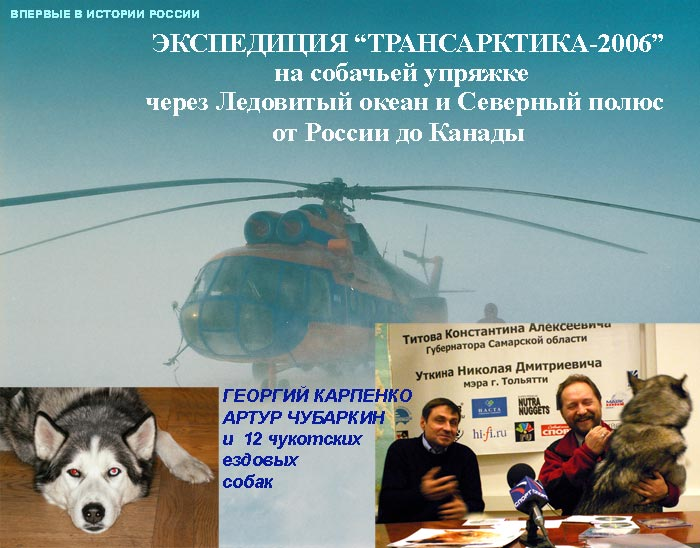 ВПЕРВЫЕ В ИСТОРИИ РОССИИ
ЭКСПЕДИЦИЯ “ТРАНСАРКТИКА-2006”
на собачьей упряжке
через Ледовитый океан и Северный полюс
от России до Канады
ГЕОРГИЙ КАРПЕНКО
АРТУР ЧУБАРКИН
и 12 чукотских
ездовых
собак
Титова Константина Алексеевича
Губернатора Самарской области
Уткина Николая Дмитриевича
мэра г. Тольятти
НАСТА
NUTRA
NUGGETS
МАЯК
hi-fi.ru
СПОРТ